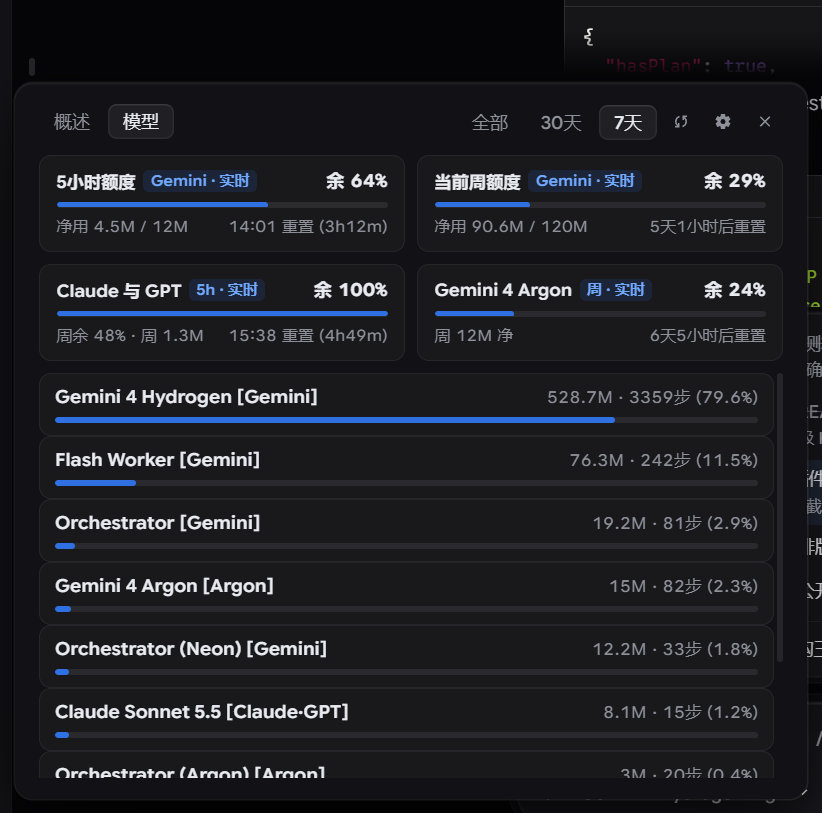 {
"hasPlan": true,
概述 模型 全部 30天 7天
5小时额度 Gemini · 实时 余 64%
净用 4.5M / 12M 14:01 重置 (3h12m)
当前周额度 Gemini · 实时 余 29%
净用 90.6M / 120M 5天1小时后重置
Claude 与 GPT 5h · 实时 余 100%
周余 48% · 周 1.3M 15:38 重置 (4h49m)
Gemini 4 Argon 周 · 实时 余 24%
周 12M 净 6天5小时后重置
Gemini 4 Hydrogen [Gemini] 528.7M · 3359步 (79.6%)
Flash Worker [Gemini] 76.3M · 242步 (11.5%)
Orchestrator [Gemini] 19.2M · 81步 (2.9%)
Gemini 4 Argon [Argon] 15M · 82步 (2.3%)
Orchestrator (Neon) [Gemini] 12.2M · 33步 (1.8%)
Claude Sonnet 5.5 [Claude·GPT] 8.1M · 15步 (1.2%)
Orchestrator (Argon) [Argon] 3M · 20步 (0.4%)